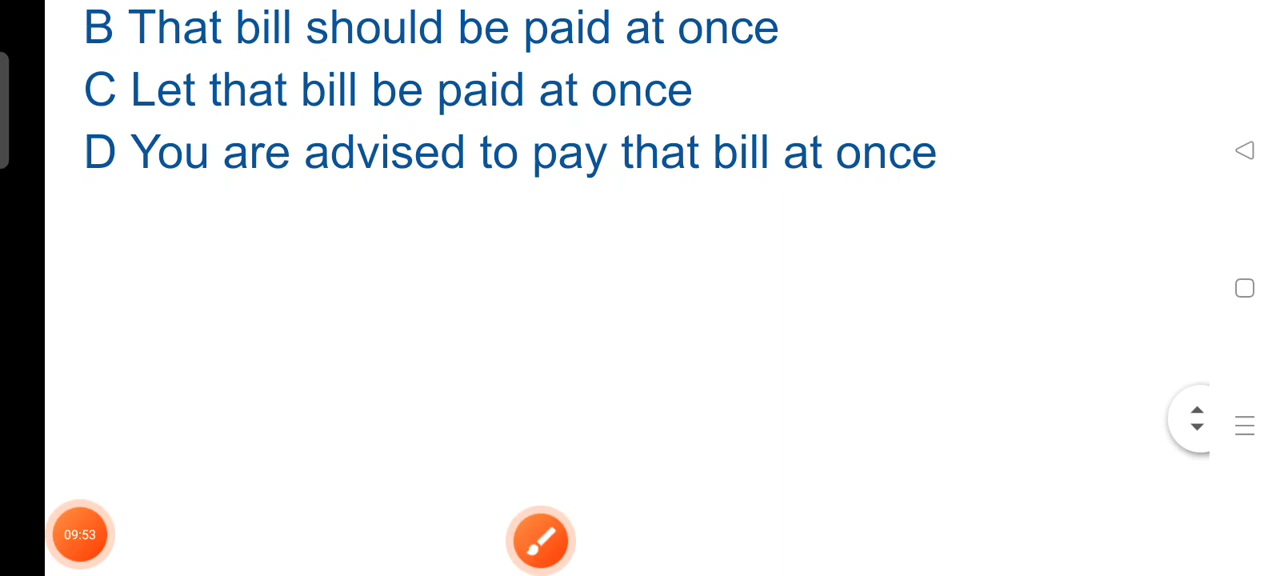 B That bill should be paid at once
C Let that bill be paid at once
D You are advised to pay that bill at once
09:53